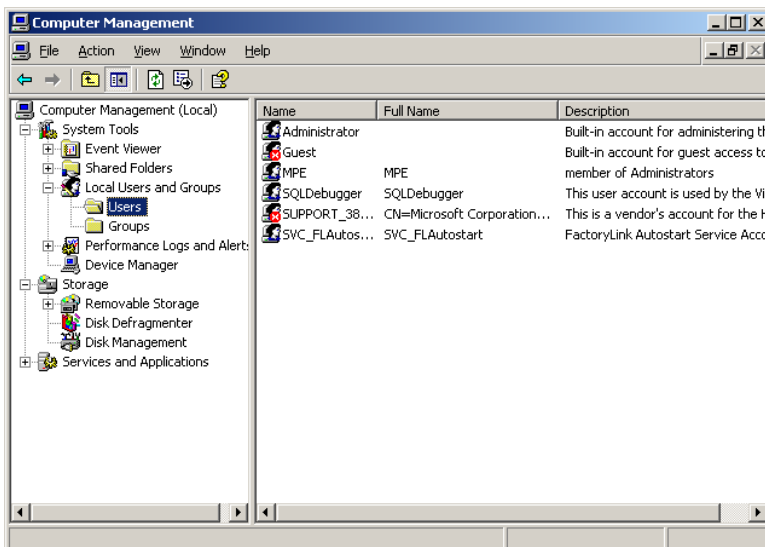 Computer Management
File Action View Window Help
Computer Management (Local)
System Tools
Event Viewer
Shared Folders
Local Users and Groups
Users
Groups
Performance Logs and Alert
Device Manager
Storage
Removable Storage
Disk Defragmenter
Disk Management
Services and Applications
Name Full Name Description
Administrator Built-in account for administering
Guest Built-in account for guest access
MPE MPE member of Administrators
SQLDebugger SQLDebugger This user account is used by the
SUPPORT_38... CN=Microsoft Corporation... This is a vendor's account for the
SVC_FLAutos... SVC_FLAutostart FactoryLink Autostart Service